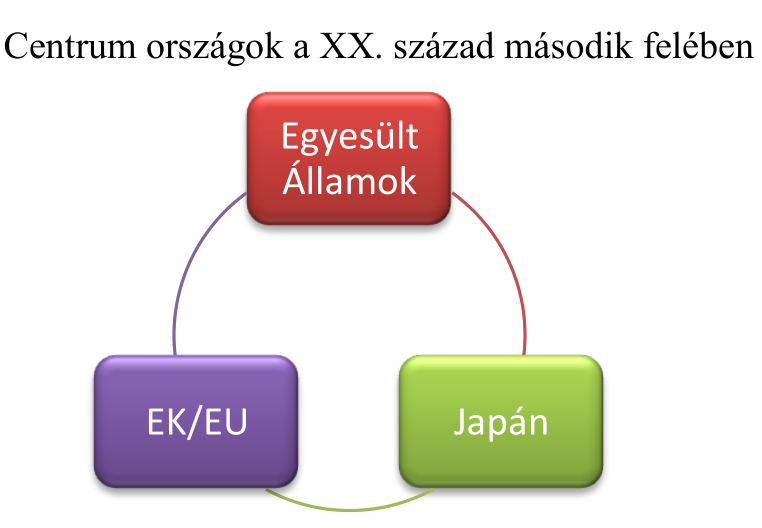 Centrum országok a XX. század második felében
Egyesült
Államok
EK/EU
Japán